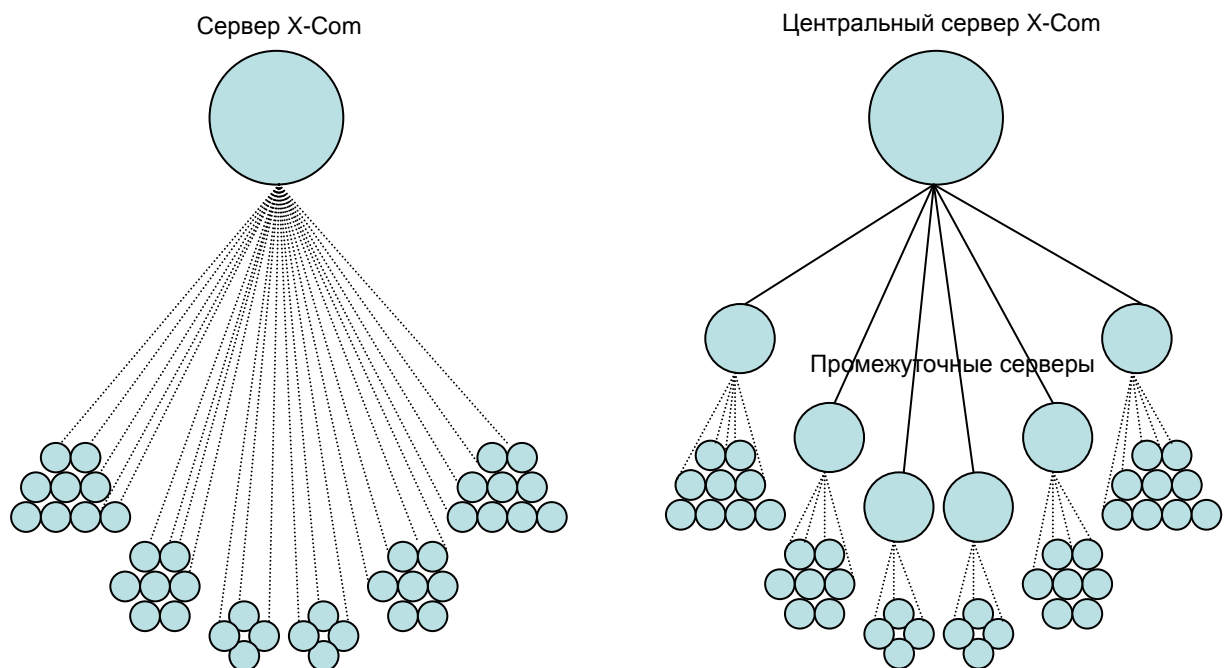 Сервер X-Com
Центральный сервер X-Com
Промежуточные серверы